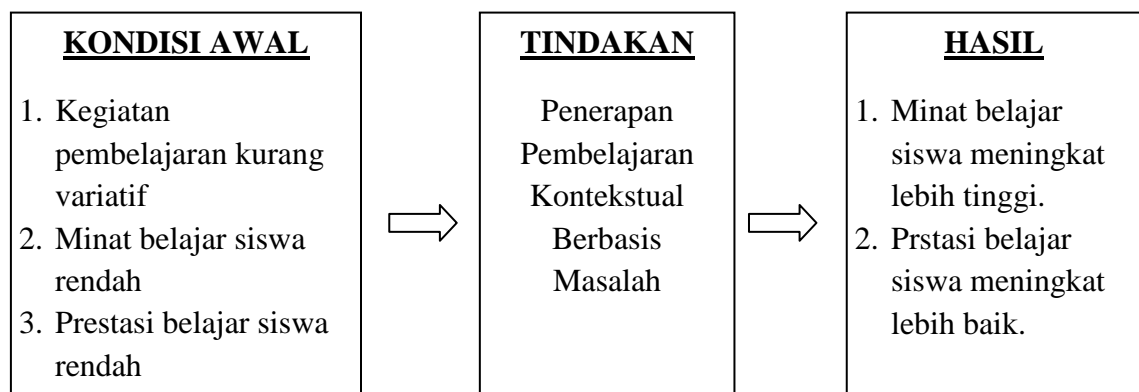 KONDISI AWAL
1. Kegiatan
pembelajaran kurang
variatif
2. Minat belajar siswa
rendah
3. Prestasi belajar siswa
rendah
TINDAKAN
Penerapan
Pembelajaran
Kontekstual
Berbasis
Masalah
HASIL
1. Minat belajar
siswa meningkat
lebih tinggi.
2. Prstasi belajar
siswa meningkat
lebih baik.